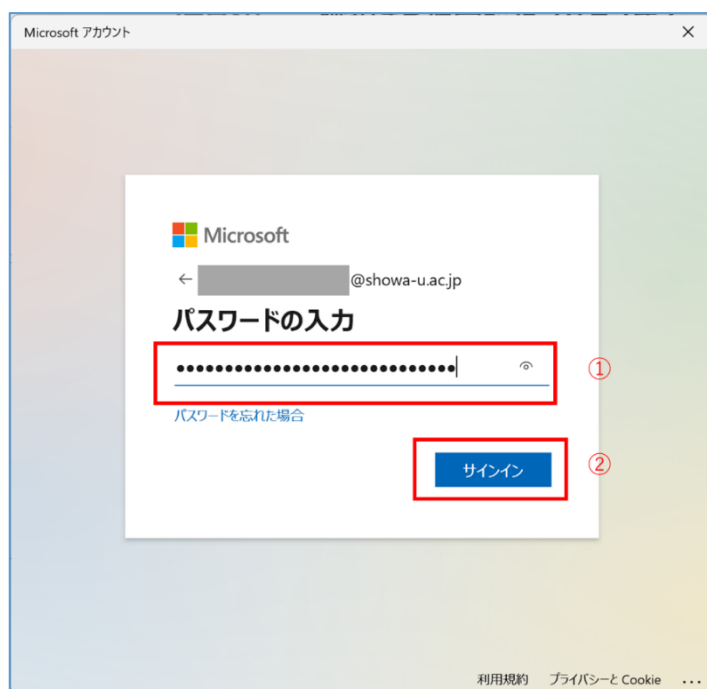 Microsoft アカウント
Microsoft
@showa-u.ac.jp
パスワードの入力
①
パスワードを忘れた場合
サインイン
②
利用規約 プライバシーと Cookie ...